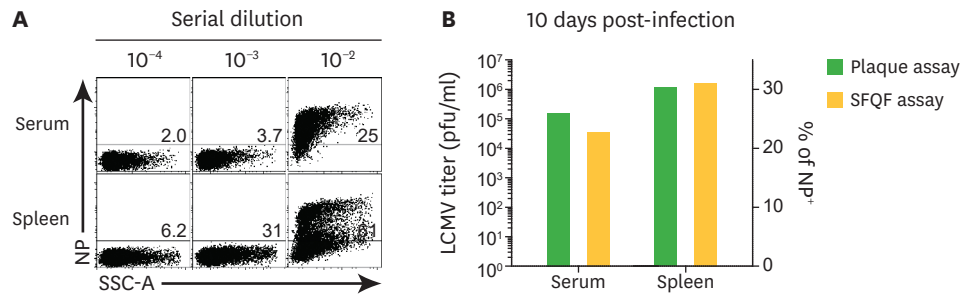 A
Serial dilution
10⁻⁴ 10⁻³ 10⁻²
Serum
2.0 3.7 25
Spleen
6.2 31
NP
SSC-A
B
10 days post-infection
LCMV titer (pfu/ml)
10⁷
10⁶
10⁵
10⁴
10³
10²
10¹
10⁰
30
20
10
0
% of NP⁺
Serum Spleen
Plaque assay
SFQF assay